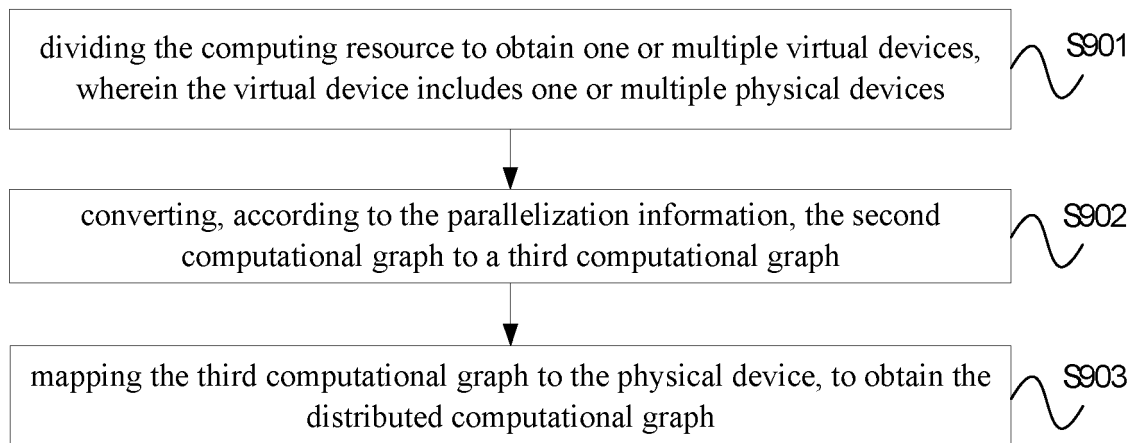 dividing the computing resource to obtain one or multiple virtual devices,
wherein the virtual device includes one or multiple physical devices
S901
converting, according to the parallelization information, the second
computational graph to a third computational graph
S902
mapping the third computational graph to the physical device, to obtain the
distributed computational graph
S903